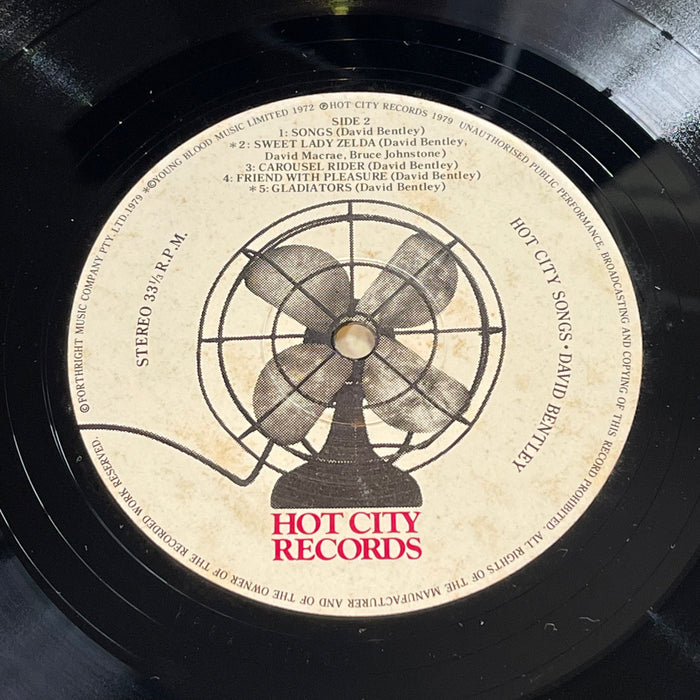 ©FORTHRIGHT MUSIC COMPANY PTY. LTD. 1979 *©YOUNG BLOOD MUSIC LIMITED 1972 ℗HOT CITY RECORDS 1979 UNAUTHORISED PUBLIC PERFORMANCE, BROADCASTING AND COPYING OF THIS RECORD PROHIBITED. ALL RIGHTS OF THE MANUFACTURER AND OF THE OWNER OF THE RECORDED WORK RESERVED.
SIDE 2
1: SONGS (David Bentley)
*2: SWEET LADY ZELDA (David Bentley,
David Macrae, Bruce Johnstone)
3: CAROUSEL RIDER (David Bentley)
4: FRIEND WITH PLEASURE (David Bentley)
*5: GLADIATORS (David Bentley)
STEREO 33⅓ R.P.M.
HOT CITY SONGS • DAVID BENTLEY
HOT CITY
RECORDS